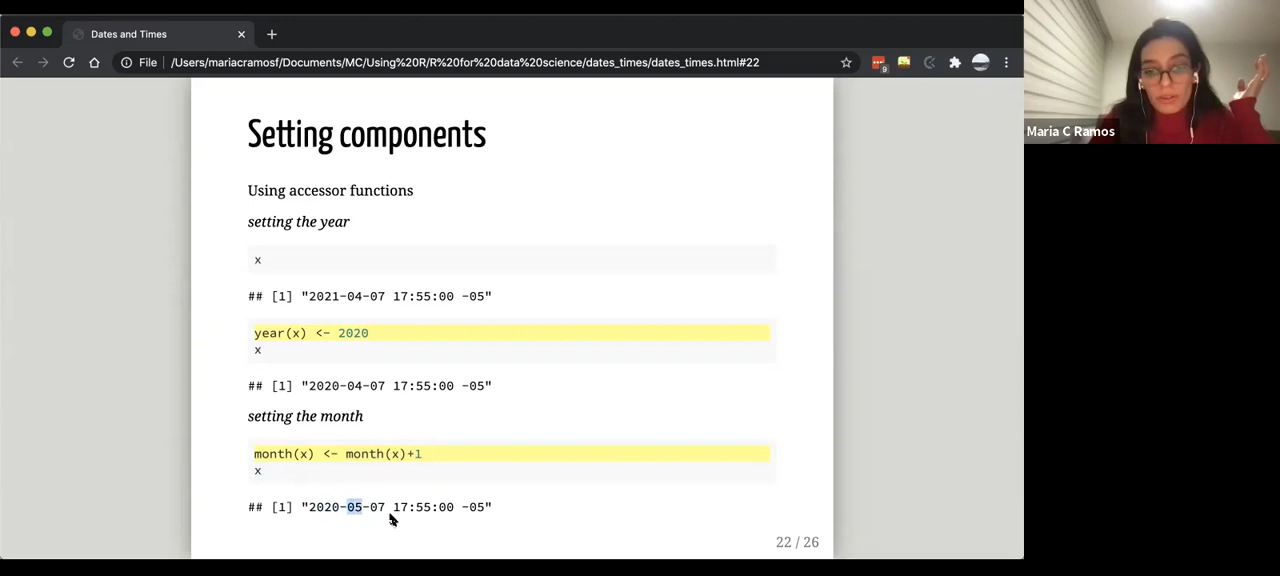 Dates and Times
File
/Users/mariacramosf/Documents/MC/Using%20R/R%20for%20data%20science/dates_times/dates_times.html#22
9
Maria C Ramos
Setting components
Using accessor functions
setting the year
x
## [1] "2021-04-07 17:55:00 -05"
year(x) <- 2020
x
## [1] "2020-04-07 17:55:00 -05"
setting the month
month(x) <- month(x)+1
x
## [1] "2020-05-07 17:55:00 -05"
22 / 26